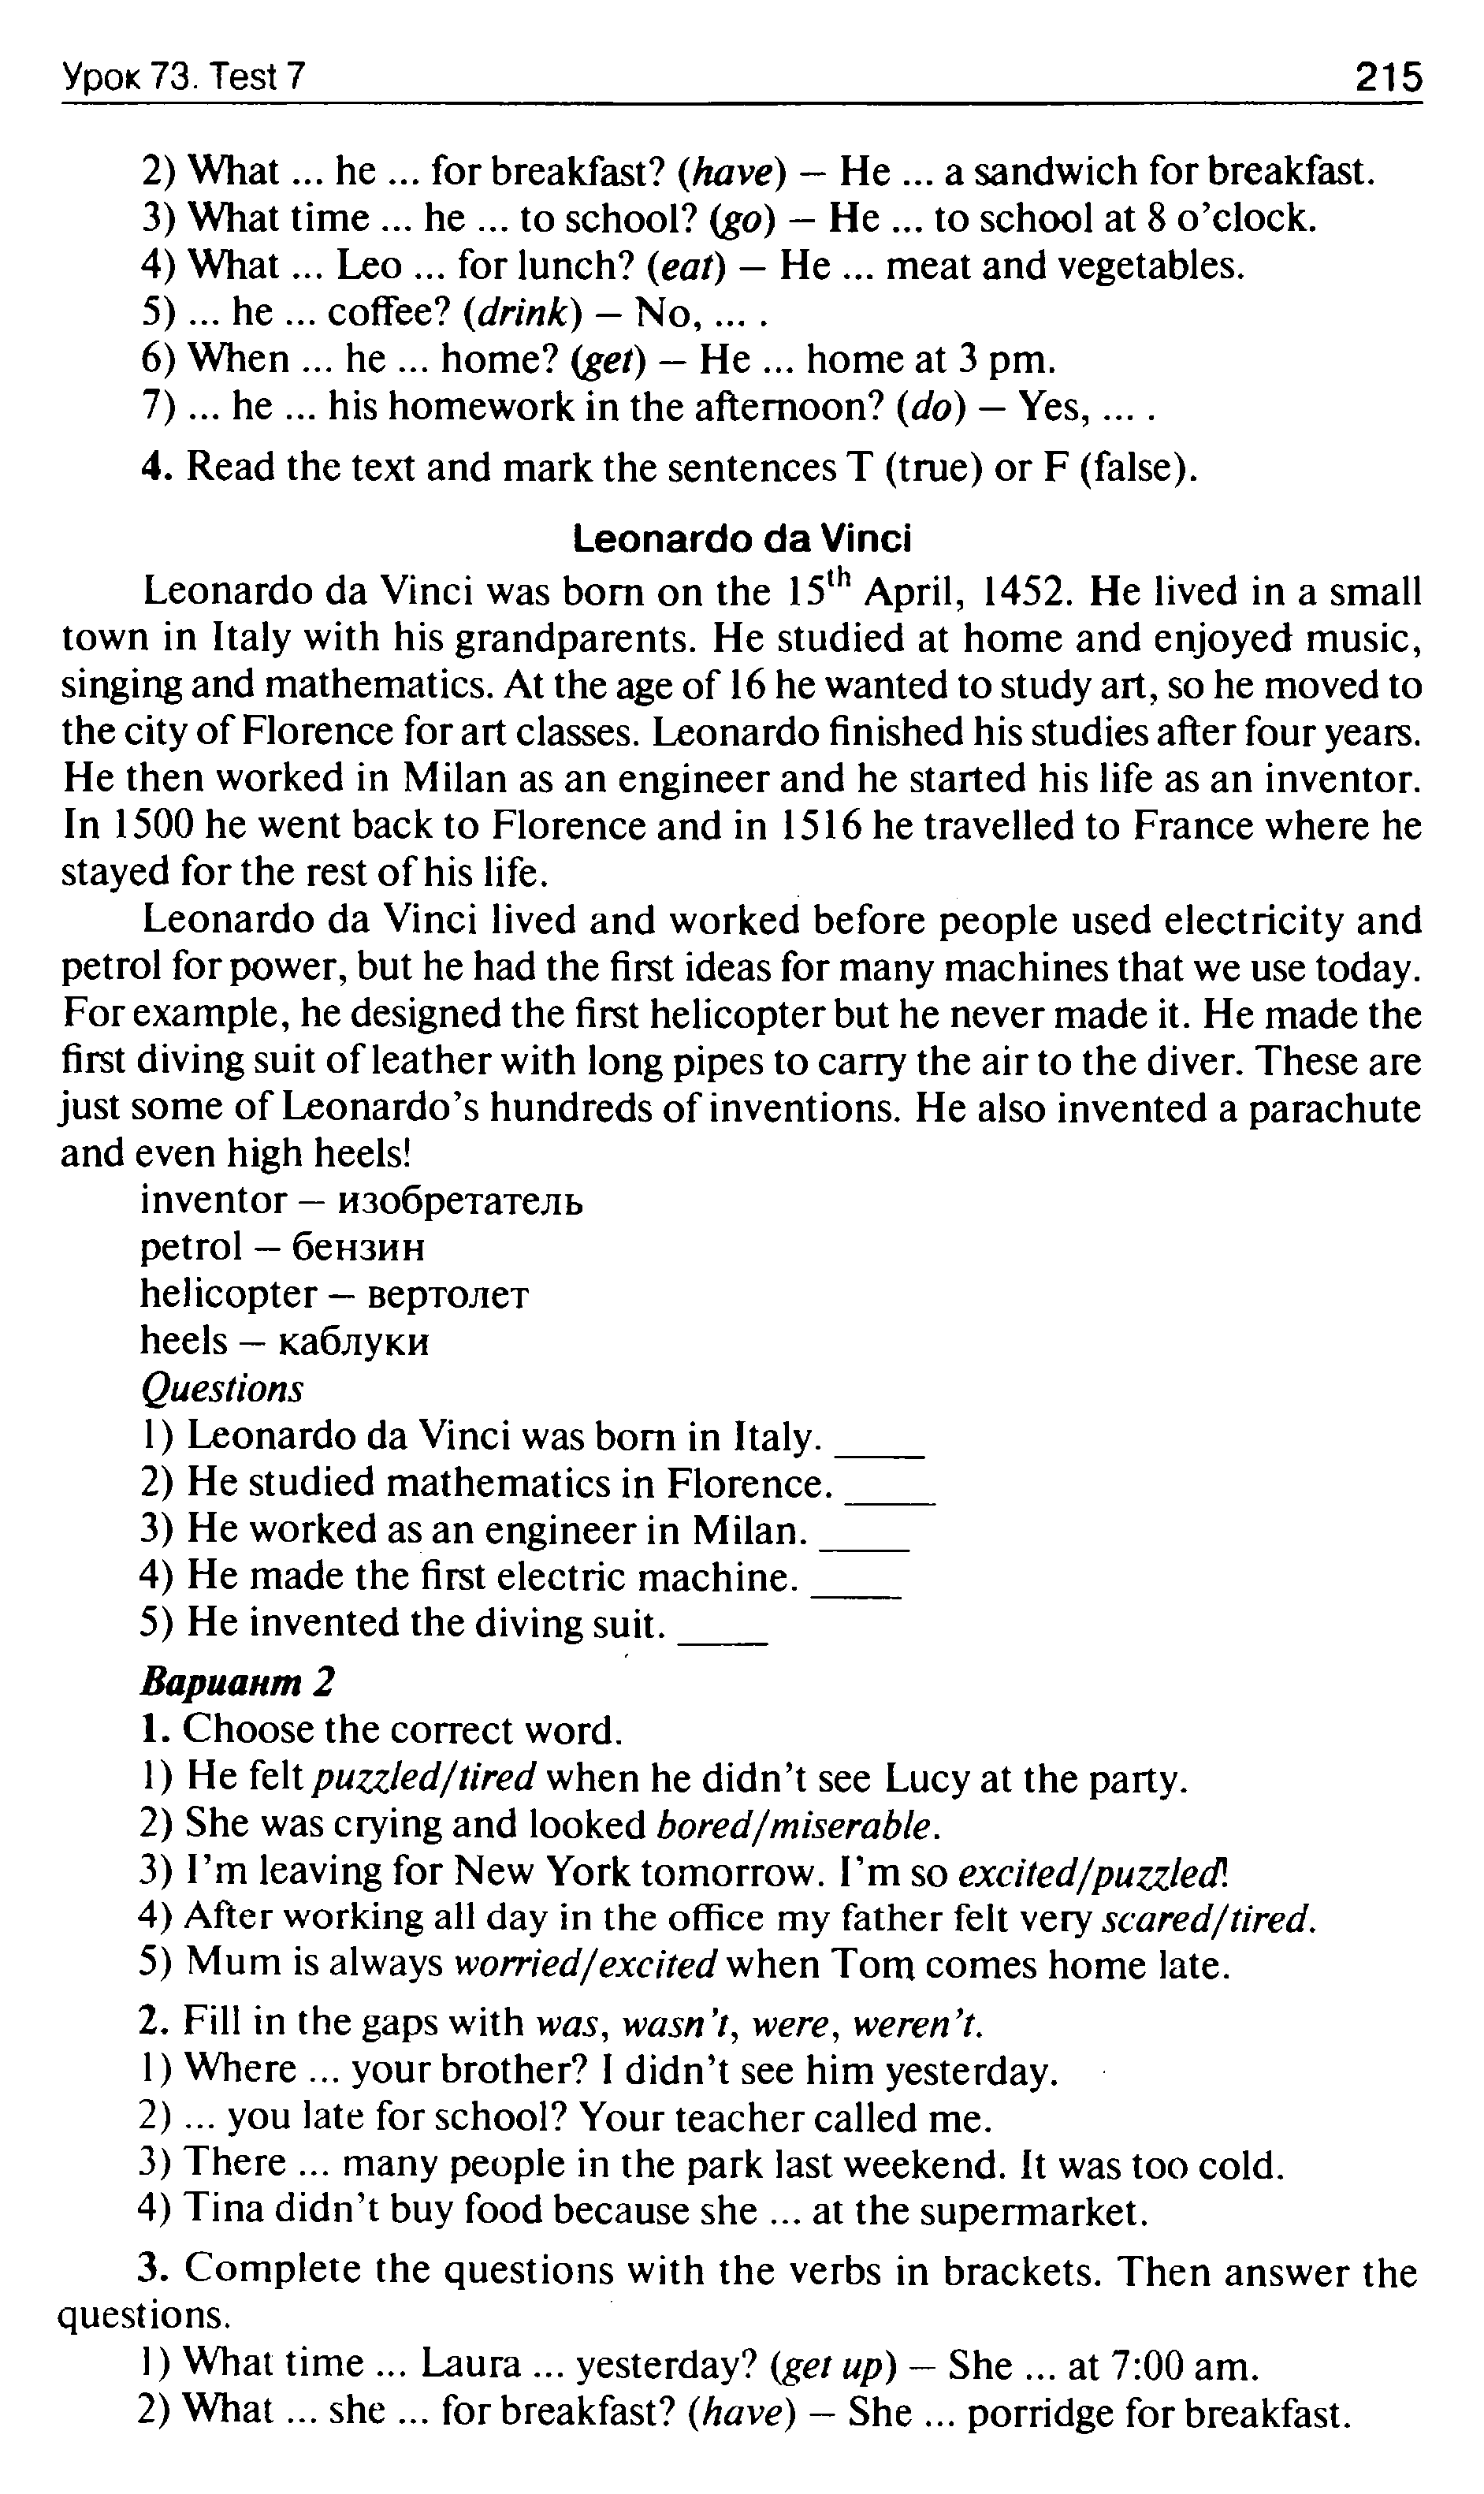 Урок 73. Test 7 215
2) What ... he ... for breakfast? (have) – He ... a sandwich for breakfast.
3) What time ... he ... to school? (go) – He ... to school at 8 o’clock.
4) What ... Leo ... for lunch? (eat) – He ... meat and vegetables.
5) ... he ... coffee? (drink) – No, ... .
6) When ... he ... home? (get) – He ... home at 3 pm.
7) ... he ... his homework in the afternoon? (do) – Yes, ... .
4. Read the text and mark the sentences T (true) or F (false).
Leonardo da Vinci
Leonardo da Vinci was born on the 15th April, 1452. He lived in a small
town in Italy with his grandparents. He studied at home and enjoyed music,
singing and mathematics. At the age of 16 he wanted to study art, so he moved to
the city of Florence for art classes. Leonardo finished his studies after four years.
He then worked in Milan as an engineer and he started his life as an inventor.
In 1500 he went back to Florence and in 1516 he travelled to France where he
stayed for the rest of his life.
Leonardo da Vinci lived and worked before people used electricity and
petrol for power, but he had the first ideas for many machines that we use today.
For example, he designed the first helicopter but he never made it. He made the
first diving suit of leather with long pipes to carry the air to the diver. These are
just some of Leonardo’s hundreds of inventions. He also invented a parachute
and even high heels!
inventor – изобретатель
petrol – бензин
helicopter – вертолет
heels – каблуки
Questions
1) Leonardo da Vinci was born in Italy. ____
2) He studied mathematics in Florence. ____
3) He worked as an engineer in Milan. ____
4) He made the first electric machine. ____
5) He invented the diving suit. ____
Вариант 2
1. Choose the correct word.
1) He felt puzzled/tired when he didn’t see Lucy at the party.
2) She was crying and looked bored/miserable.
3) I’m leaving for New York tomorrow. I’m so excited/puzzled!
4) After working all day in the office my father felt very scared/tired.
5) Mum is always worried/excited when Tom comes home late.
2. Fill in the gaps with was, wasn’t, were, weren’t.
1) Where ... your brother? I didn’t see him yesterday.
2) ... you late for school? Your teacher called me.
3) There ... many people in the park last weekend. It was too cold.
4) Tina didn’t buy food because she ... at the supermarket.
3. Complete the questions with the verbs in brackets. Then answer the
questions.
1) What time ... Laura ... yesterday? (get up) – She ... at 7:00 am.
2) What ... she ... for breakfast? (have) – She ... porridge for breakfast.